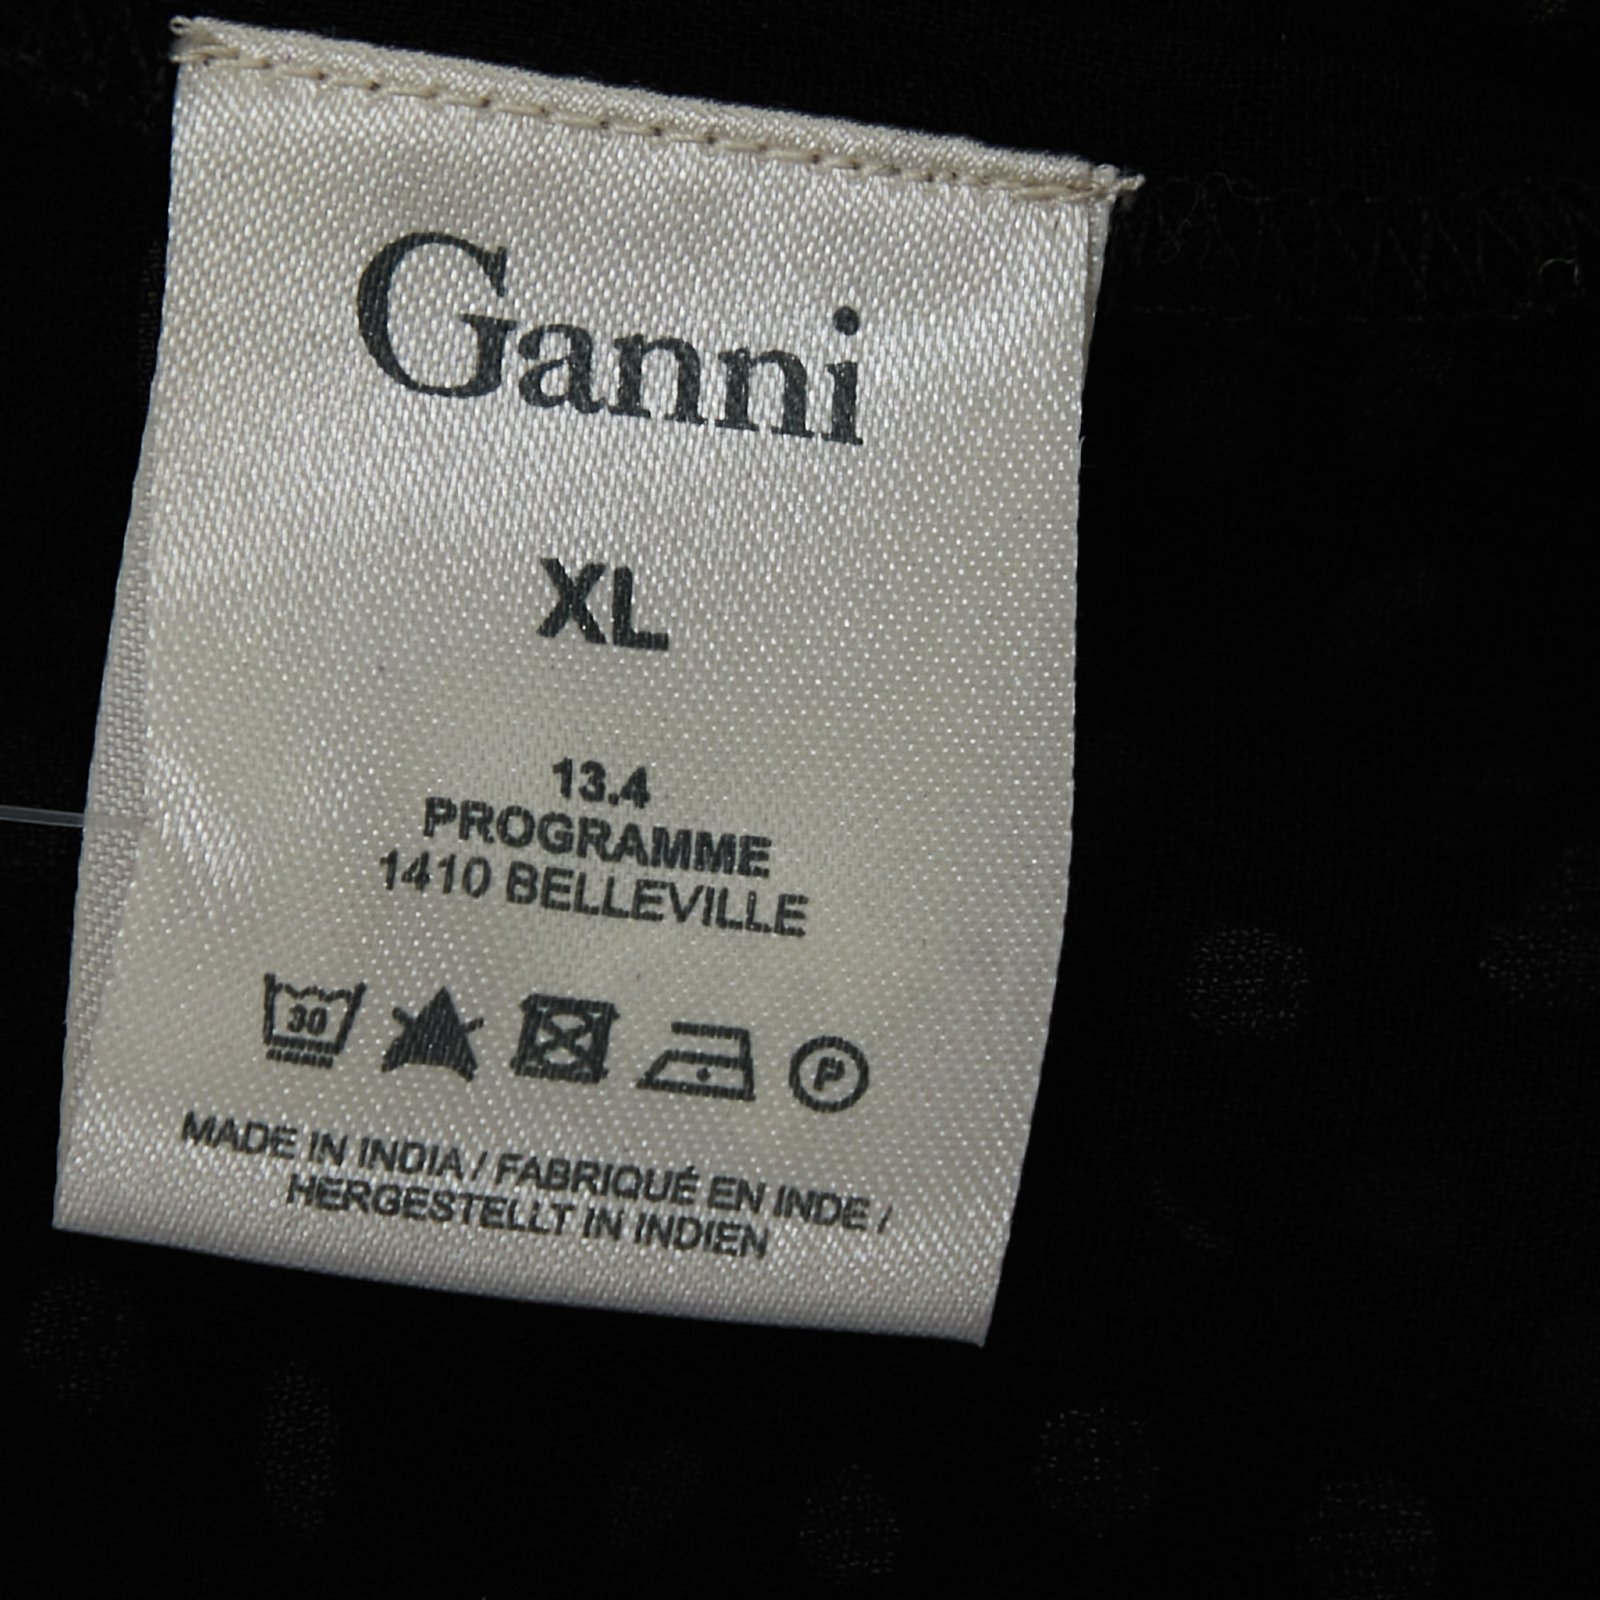 Ganni
XL
13.4
PROGRAMME
1410 BELLEVILLE
30 P
MADE IN INDIA / FABRIQUÉ EN INDE /
HERGESTELLT IN INDIEN